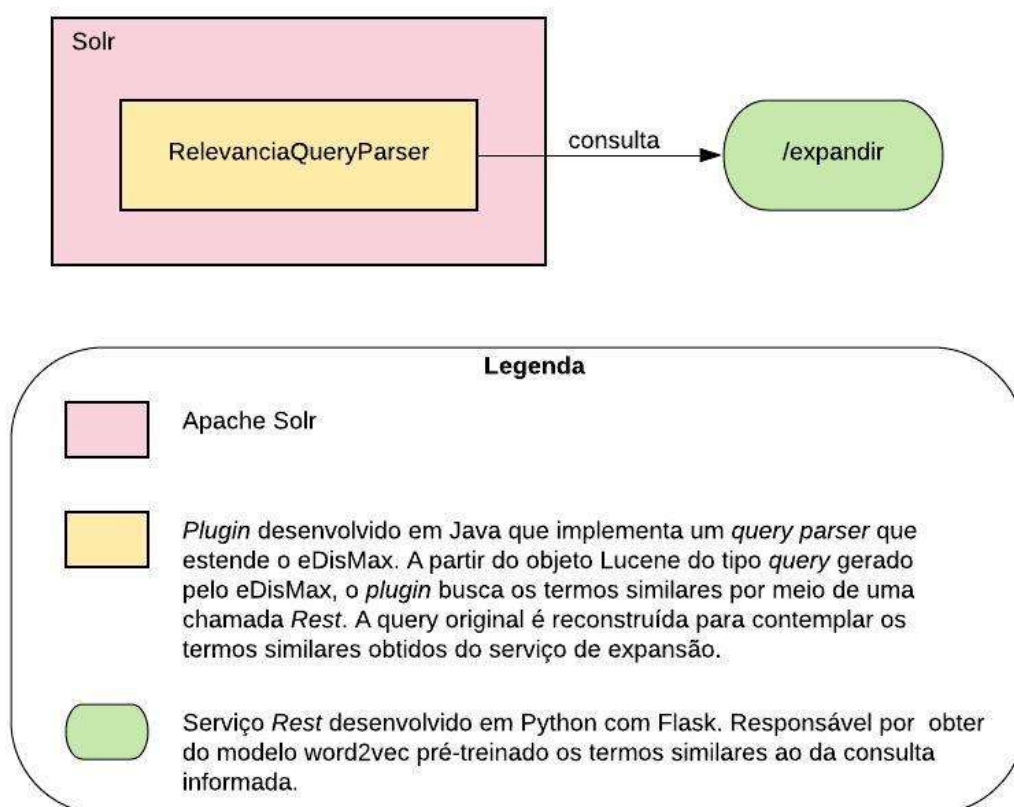 Solr
RelevanciaQueryParser
consulta
/expandir
Legenda
Apache Solr
Plugin desenvolvido em Java que implementa um query parser que
estende o eDisMax. A partir do objeto Lucene do tipo query gerado
pelo eDisMax, o plugin busca os termos similares por meio de uma
chamada Rest. A query original é reconstruída para contemplar os
termos similares obtidos do serviço de expansão.
Serviço Rest desenvolvido em Python com Flask. Responsável por obter
do modelo word2vec pré-treinado os termos similares ao da consulta
informada.